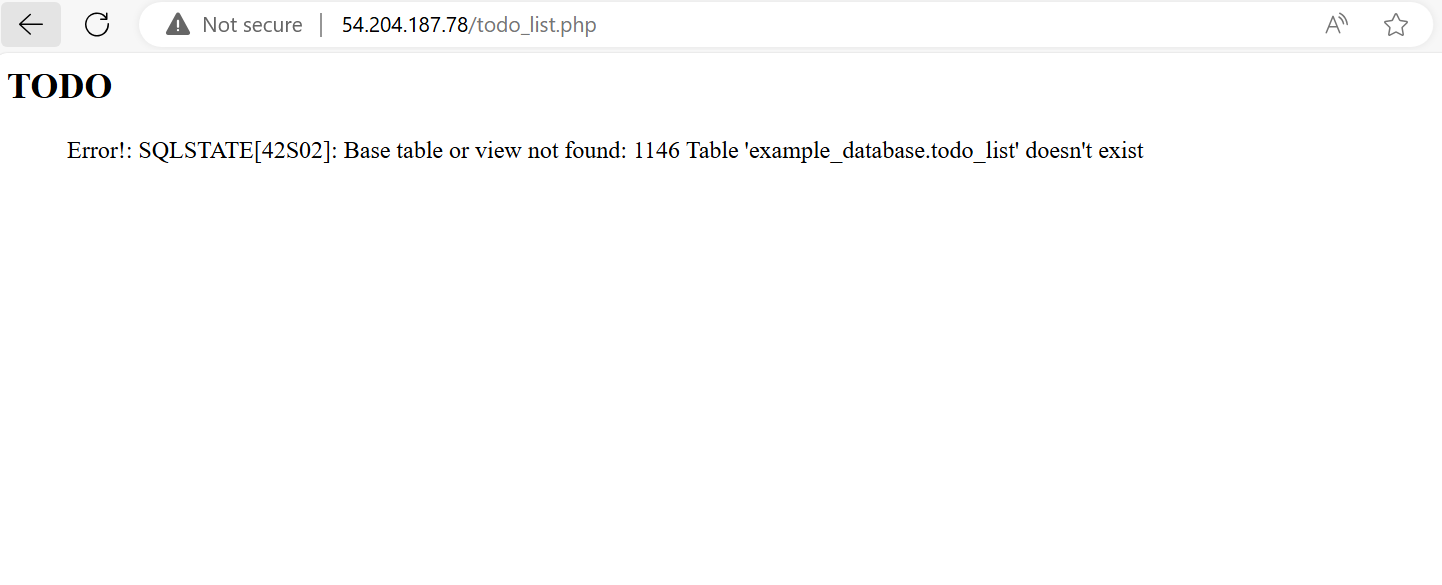 Not secure 54.204.187.78/todo_list.php A
TODO
Error!: SQLSTATE[42S02]: Base table or view not found: 1146 Table 'example_database.todo_list' doesn't exist